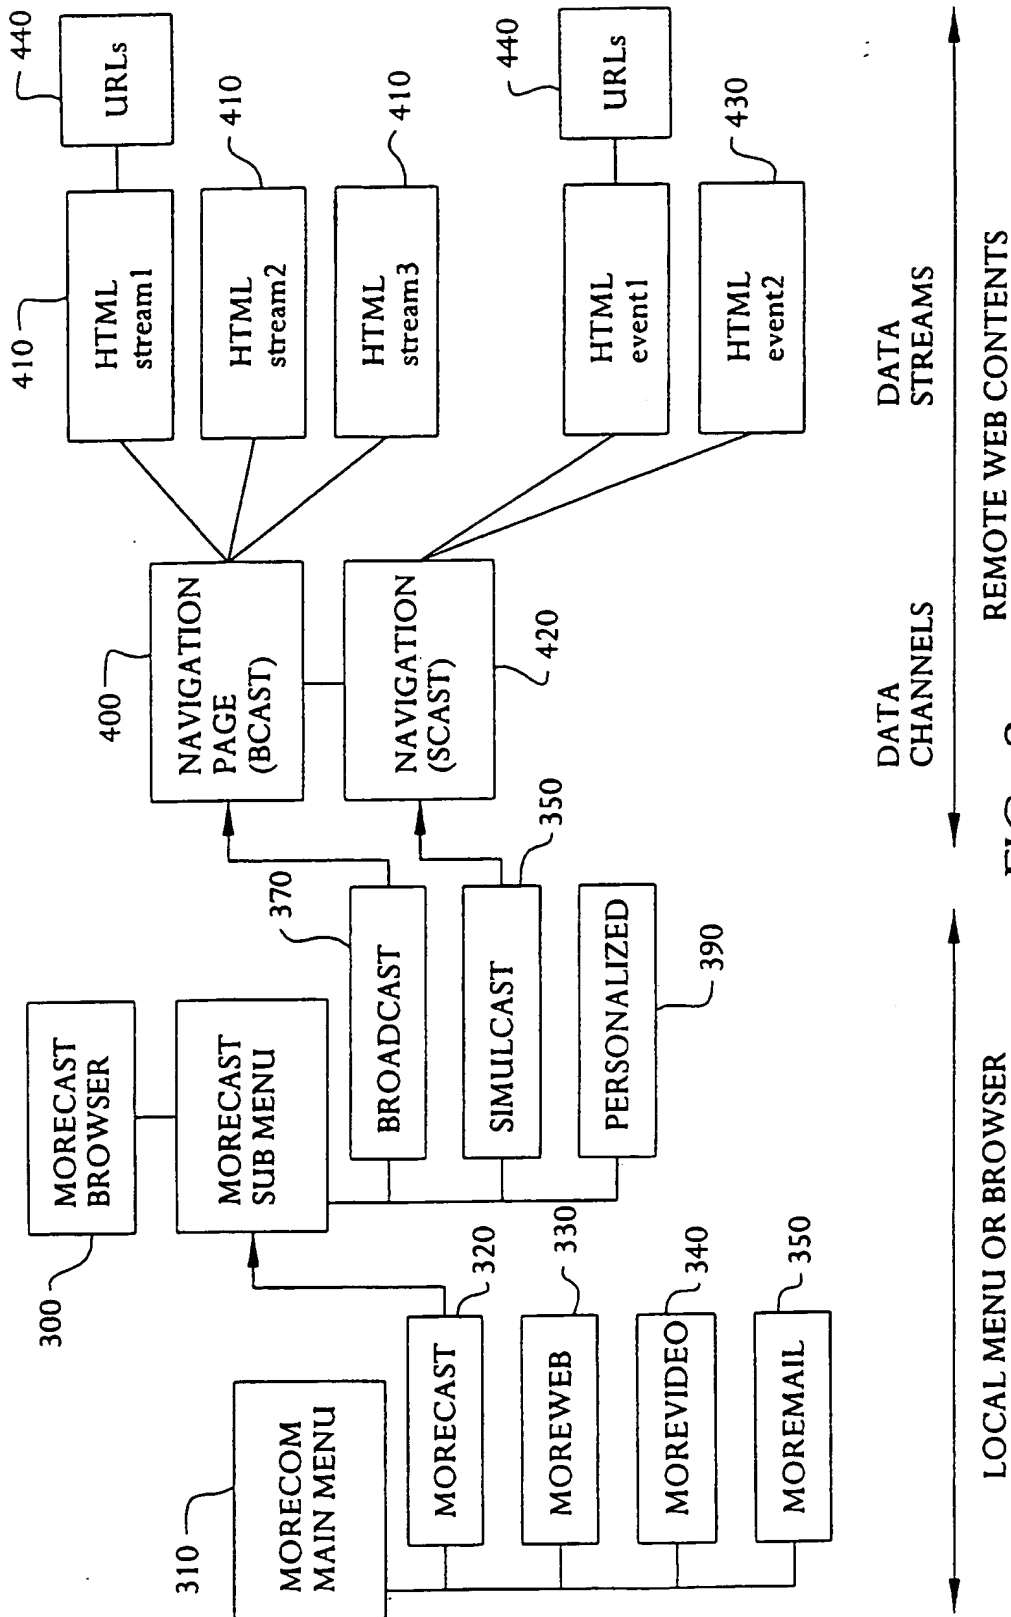 310
MORECOM
MAIN MENU
MORECAST
320
MOREWEB
330
MOREVIDEO
340
MOREMAIL
350
300
MORECAST
BROWSER
MORECAST
SUB MENU
BROADCAST
370
SIMULCAST
350
PERSONALIZED
390
400
NAVIGATION
PAGE
(BCAST)
NAVIGATION
(SCAST)
420
410
HTML
stream1
440
URLs
HTML
stream2
410
HTML
stream3
410
HTML
event1
440
URLs
HTML
event2
430
DATA
CHANNELS
DATA
STREAMS
LOCAL MENU OR BROWSER
REMOTE WEB CONTENTS